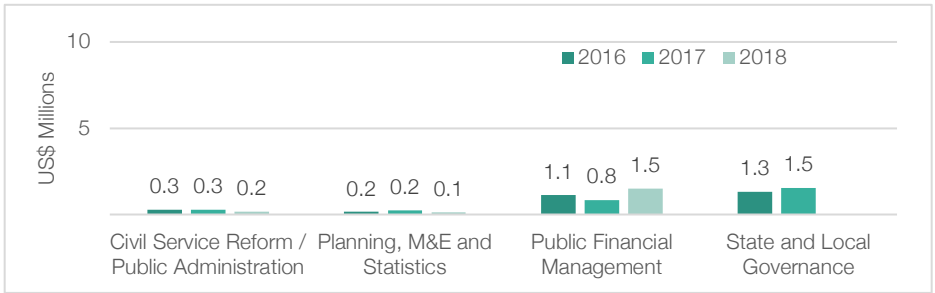 10
2016 2017 2018
US$ Millions
5
0.3 0.3 0.2 0.2 0.2 0.1 1.1 0.8 1.5 1.3 1.5
Civil Service Reform / Public Administration
Planning, M&E and Statistics
Public Financial Management
State and Local Governance